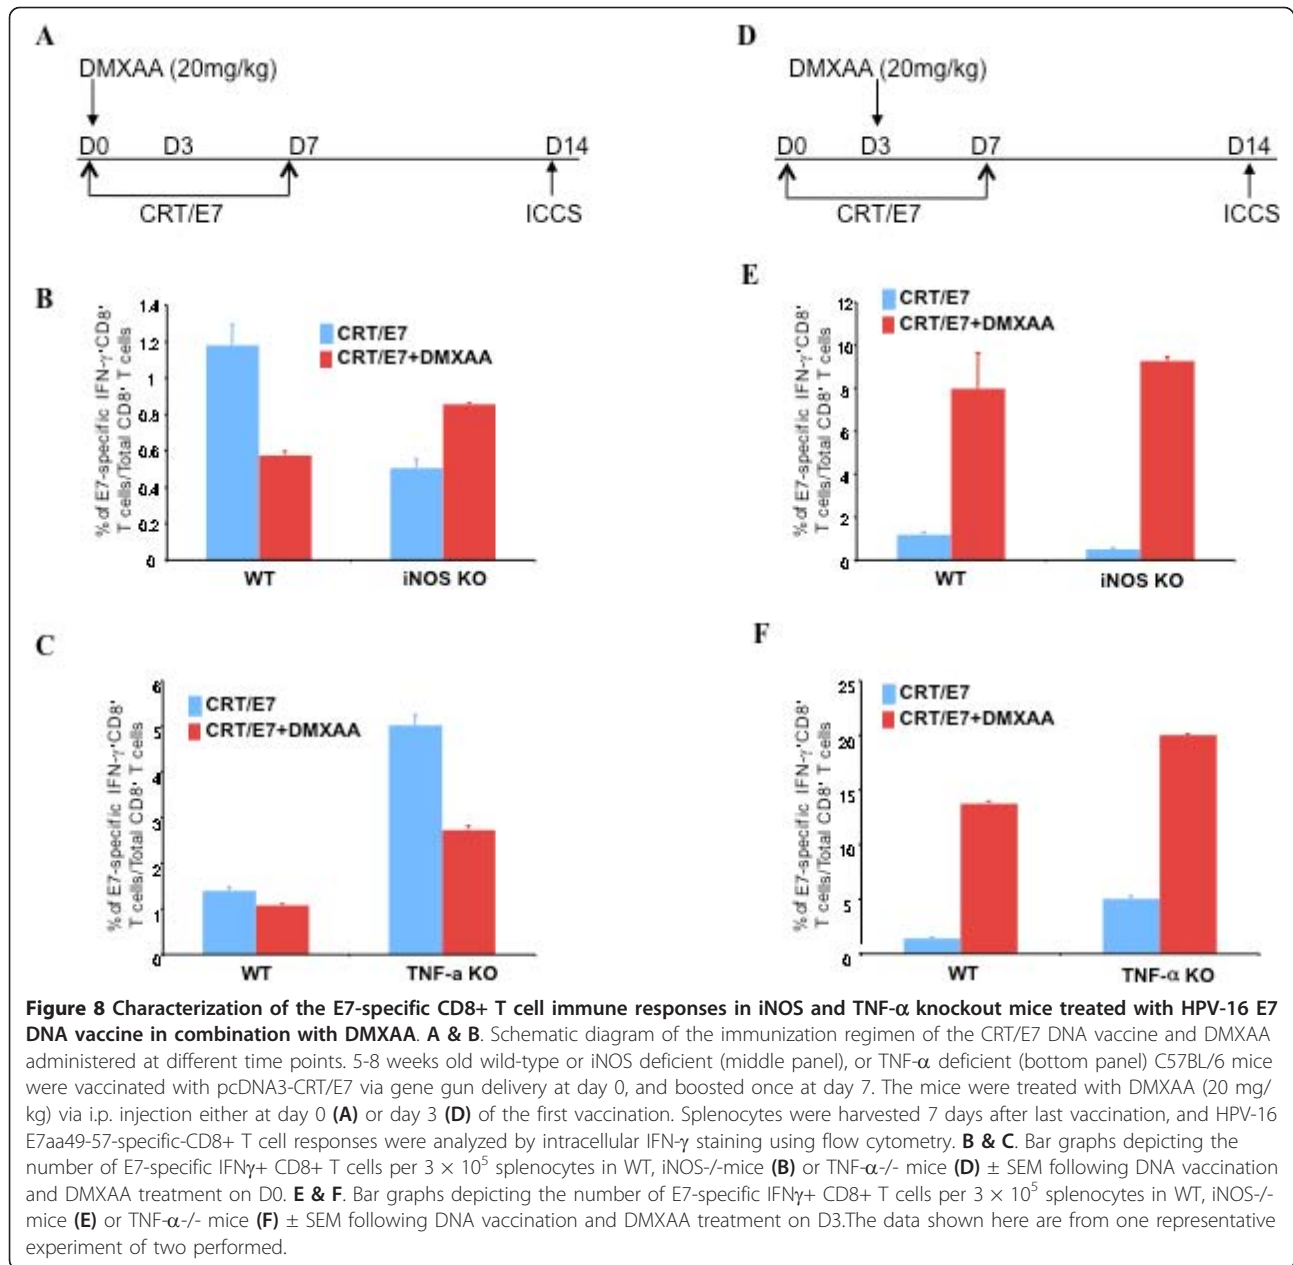 A
DMXAA (20mg/kg)
D0 D3 D7 D14
CRT/E7 ICCS
D
DMXAA (20mg/kg)
D0 D3 D7 D14
CRT/E7 ICCS
B
% of E7-specific IFN-γ+CD8+
T cells/Total CD8+ T cells
1.4
1.2
1
0.8
0.6
0.4
0.2
0
CRT/E7
CRT/E7+DMXAA
WT iNOS KO
E
% of E7-specific IFN-γ+CD8+
T cells/Total CD8+ T cells
12
10
8
6
4
2
0
CRT/E7
CRT/E7+DMXAA
WT iNOS KO
C
% of E7-specific IFN-γ+CD8+
T cells/Total CD8+ T cells
6
5
4
3
2
1
0
CRT/E7
CRT/E7+DMXAA
WT TNF-a KO
F
% of E7-specific IFN-γ+CD8+
T cells/Total CD8+ T cells
25
20
15
10
5
0
CRT/E7
CRT/E7+DMXAA
WT TNF-α KO
Figure 8 Characterization of the E7-specific CD8+ T cell immune responses in iNOS and TNF-α knockout mice treated with HPV-16 E7
DNA vaccine in combination with DMXAA. A & B. Schematic diagram of the immunization regimen of the CRT/E7 DNA vaccine and DMXAA
administered at different time points. 5-8 weeks old wild-type or iNOS deficient (middle panel), or TNF-α deficient (bottom panel) C57BL/6 mice
were vaccinated with pcDNA3-CRT/E7 via gene gun delivery at day 0, and boosted once at day 7. The mice were treated with DMXAA (20 mg/
kg) via i.p. injection either at day 0 (A) or day 3 (D) of the first vaccination. Splenocytes were harvested 7 days after last vaccination, and HPV-16
E7aa49-57-specific-CD8+ T cell responses were analyzed by intracellular IFN-γ staining using flow cytometry. B & C. Bar graphs depicting the
number of E7-specific IFNγ+ CD8+ T cells per 3 × 10⁵ splenocytes in WT, iNOS-/-mice (B) or TNF-α-/- mice (D) ± SEM following DNA vaccination
and DMXAA treatment on D0. E & F. Bar graphs depicting the number of E7-specific IFNγ+ CD8+ T cells per 3 × 10⁵ splenocytes in WT, iNOS-/-
mice (E) or TNF-α-/- mice (F) ± SEM following DNA vaccination and DMXAA treatment on D3.The data shown here are from one representative
experiment of two performed.